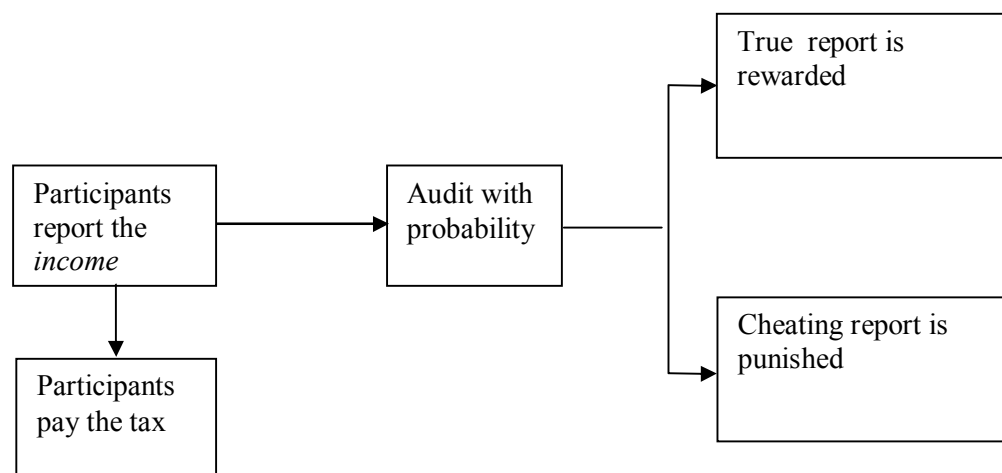 Participants
report the
income
Participants
pay the tax
Audit with
probability
True report is
rewarded
Cheating report is
punished